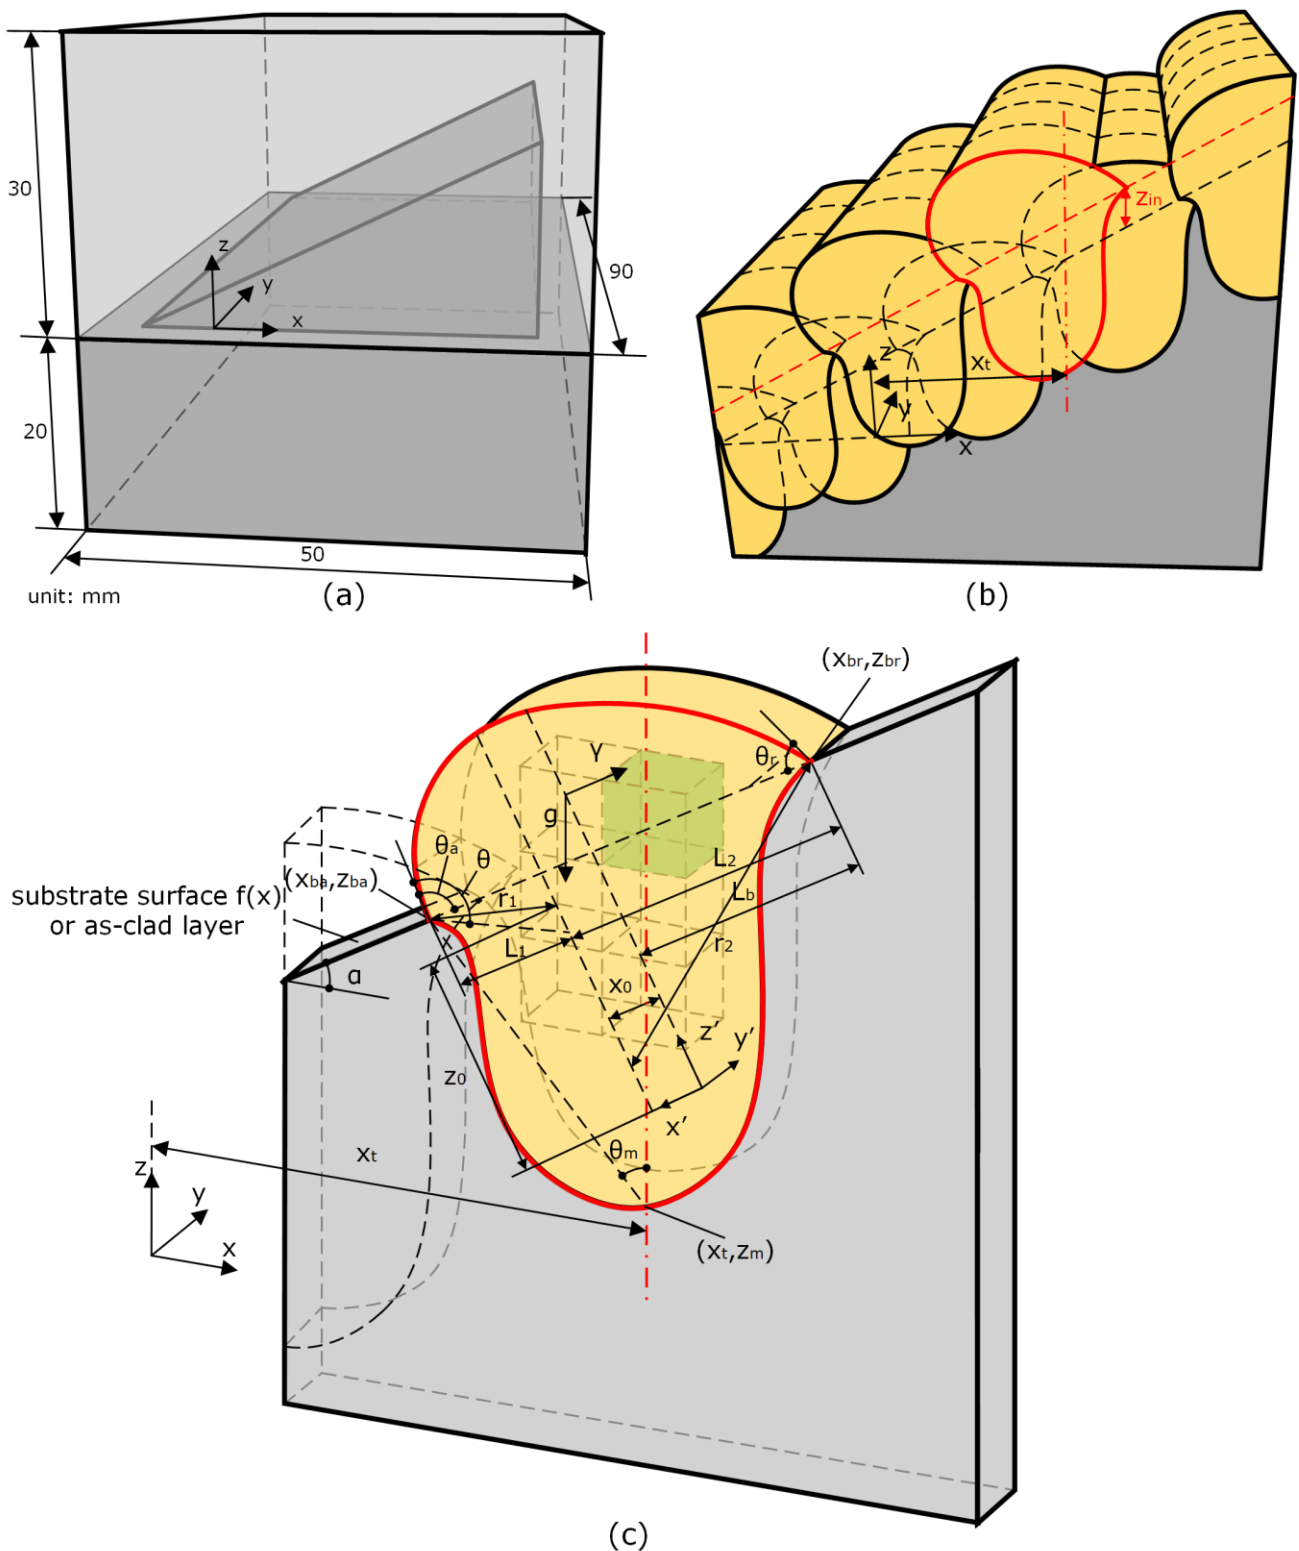 30
20
90
50
z
y
x
unit: mm
(a)
zin
xt
z
y
x
(b)
(xbr,zbr)
θr
γ
g
θa
θ
(xba,zba)
substrate surface f(x)
or as-clad layer
r1
L2
Lb
L1
r2
α
x0
z′
y′
z0
x′
xt
θm
z
y
x
(xt,zm)
(c)